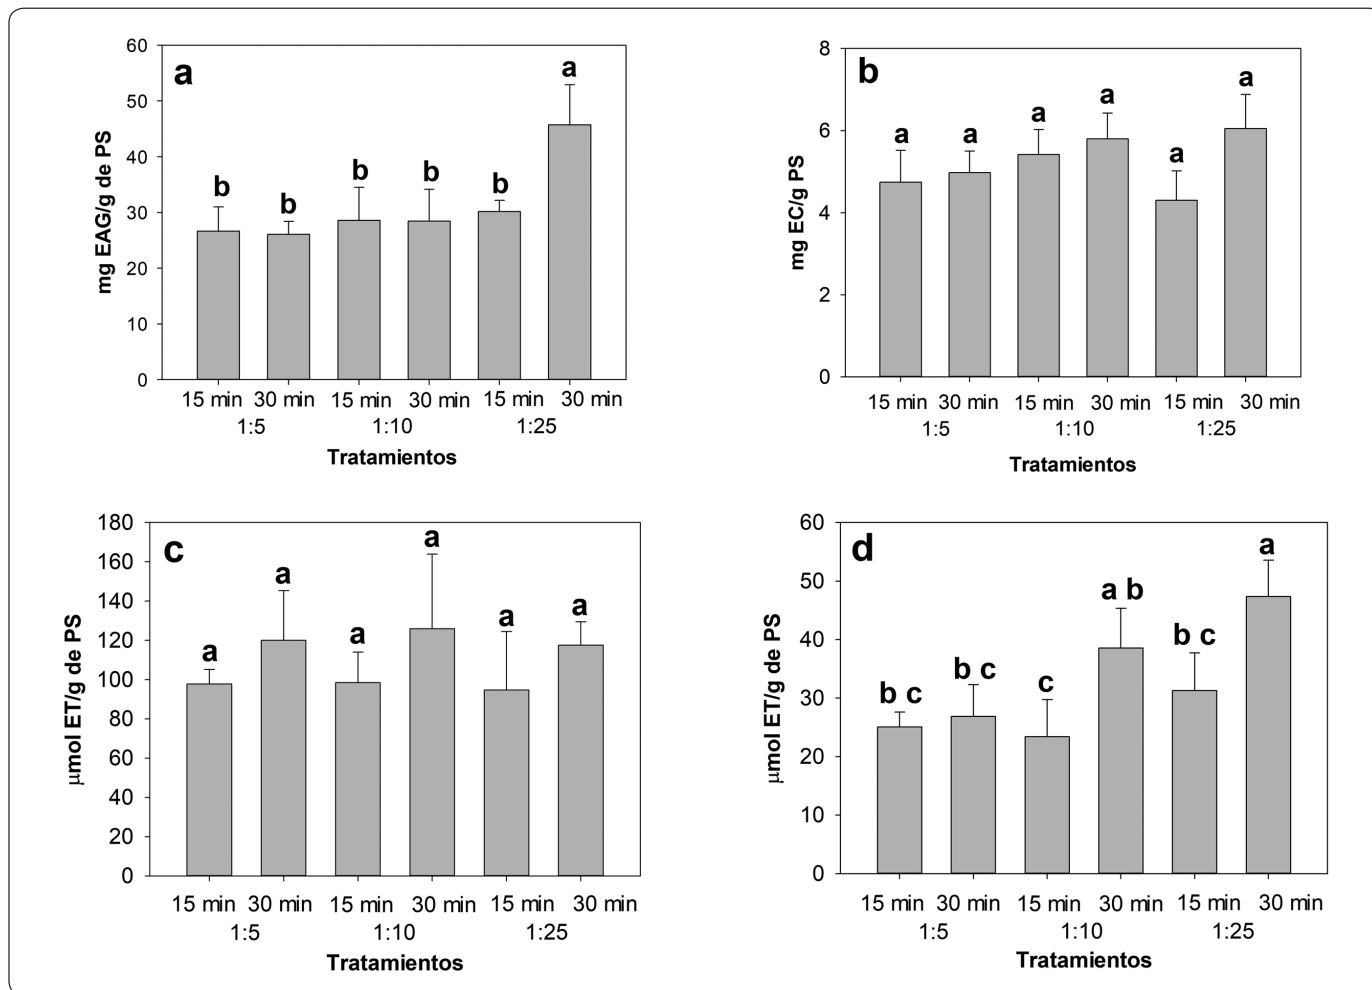 a
60
50
40
30
20
10
0
mg EAG/g de PS
b
b
b
b
b
a
15 min 30 min 15 min 30 min 15 min 30 min
1:5 1:10 1:25
Tratamientos
b
8
6
4
2
0
mg EC/g PS
a
a
a
a
a
a
15 min 30 min 15 min 30 min 15 min 30 min
1:5 1:10 1:25
Tratamientos
c
180
160
140
120
100
80
60
40
20
0
µmol ET/g de PS
a
a
a
a
a
a
15 min 30 min 15 min 30 min 15 min 30 min
1:5 1:10 1:25
Tratamientos
d
60
50
40
30
20
10
0
µmol ET/g de PS
b c
b c
c
a b
b c
a
15 min 30 min 15 min 30 min 15 min 30 min
1:5 1:10 1:25
Tratamientos